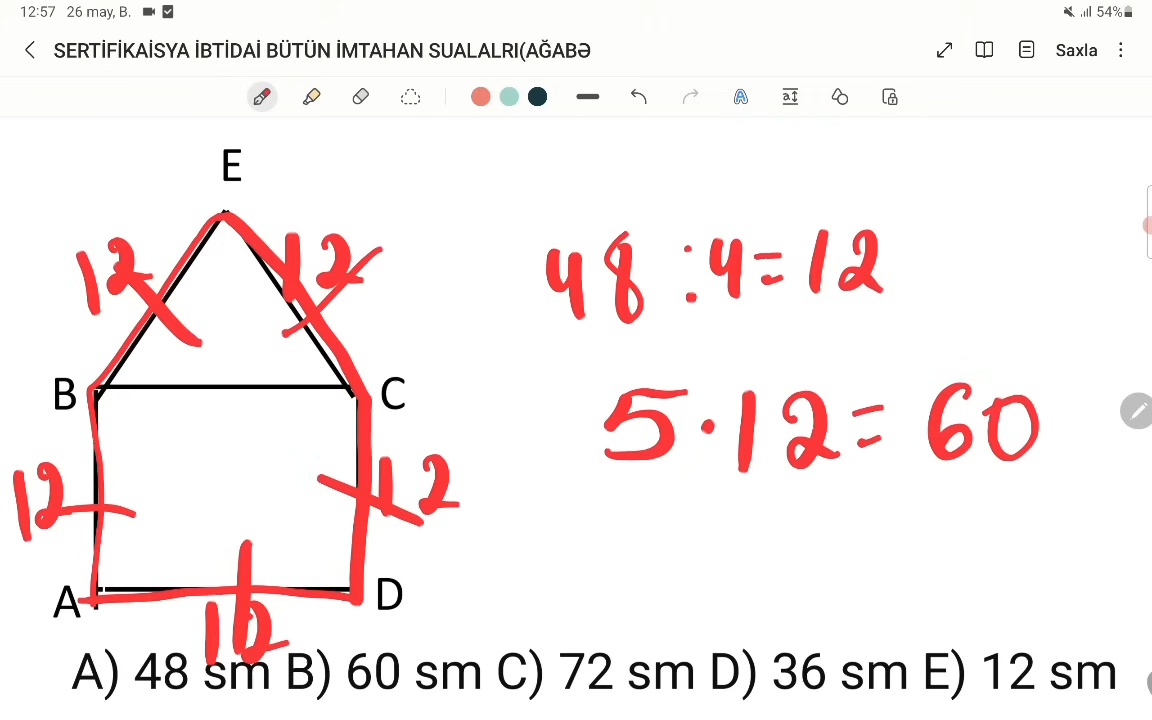 12:57 26 may, B. 54%
SERTİFİKAİSYA İBTİDAİ BÜTÜN İMTAHAN SUALALRI(AĞABƏ
Saxla
E
12 12
48 : 4 = 12
B C
5 · 12 = 60
12 12
A D
12
A) 48 sm B) 60 sm C) 72 sm D) 36 sm E) 12 sm